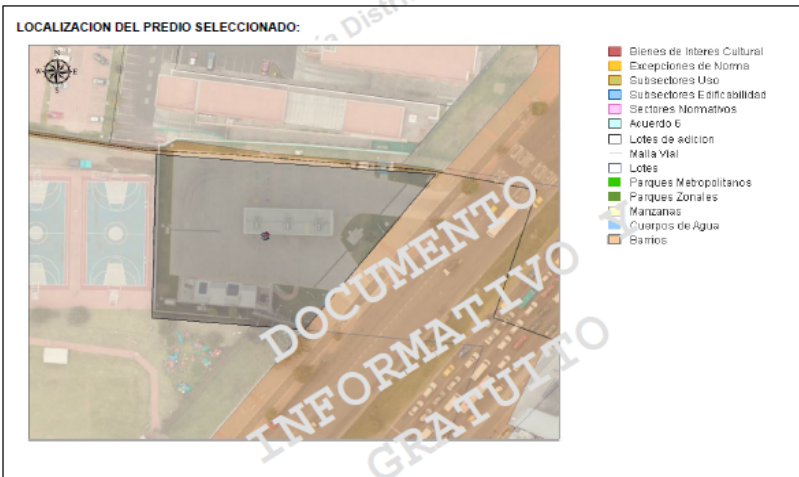 LOCALIZACION DEL PREDIO SELECCIONADO:
N
W E
S
Bienes de Interes Cultural
Excepciones de Norma
Subsectores Uso
Subsectores Edificabilidad
Sectores Normativos
Acuerdo 6
Lotes de adicion
Malla Vial
Lotes
Parques Metropolitanos
Parques Zonales
Manzanas
Cuerpos de Agua
Barrios
DOCUMENTO
INFORMATIVO Y
GRATUITO